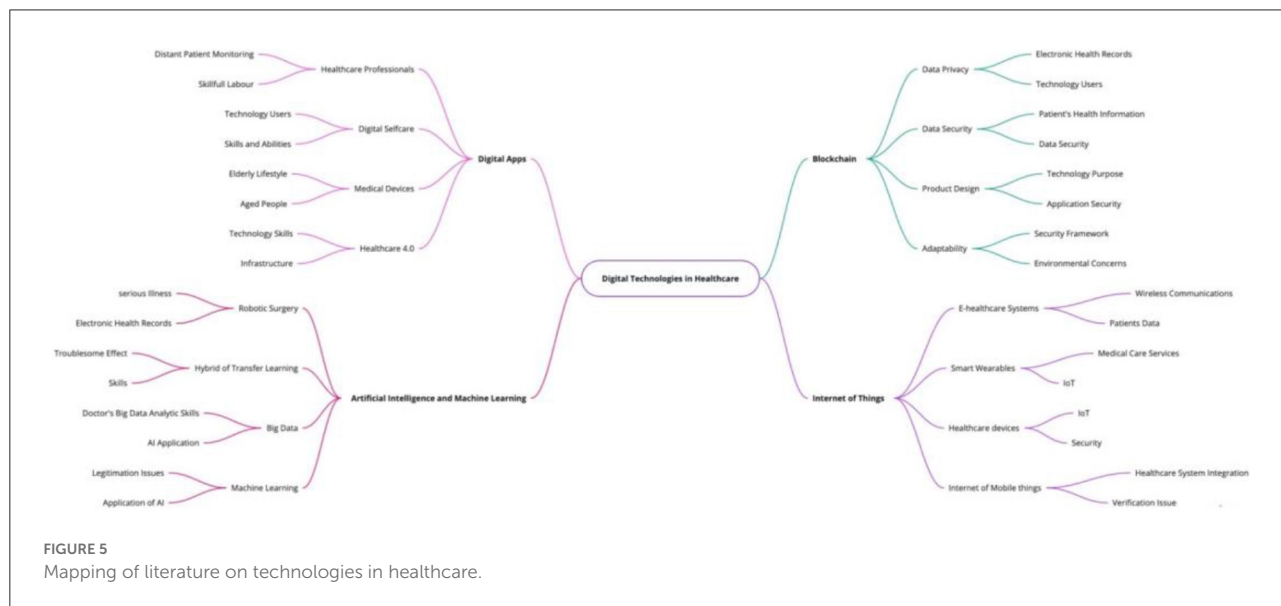 Distant Patient Monitoring
Skillfull Labour
Healthcare Professionals
Technology Users
Skills and Abilities
Digital Selfcare
Elderly Lifestyle
Aged People
Medical Devices
Technology Skills
Infrastructure
Healthcare 4.0
Digital Apps
serious Illness
Electronic Health Records
Robotic Surgery
Troublesome Effect
Skills
Hybrid of Transfer Learning
Doctor's Big Data Analytic Skills
AI Application
Big Data
Legitimation Issues
Application of AI
Machine Learning
Artificial Intelligence and Machine Learning
Digital Technologies in Healthcare
Blockchain
Data Privacy
Electronic Health Records
Technology Users
Data Security
Patient's Health Information
Data Security
Product Design
Technology Purpose
Application Security
Adaptability
Security Framework
Environmental Concerns
Internet of Things
E-healthcare Systems
Wireless Communications
Patients Data
Smart Wearables
Medical Care Services
IoT
Healthcare devices
IoT
Security
Internet of Mobile things
Healthcare System Integration
Verification Issue
FIGURE 5
Mapping of literature on technologies in healthcare.